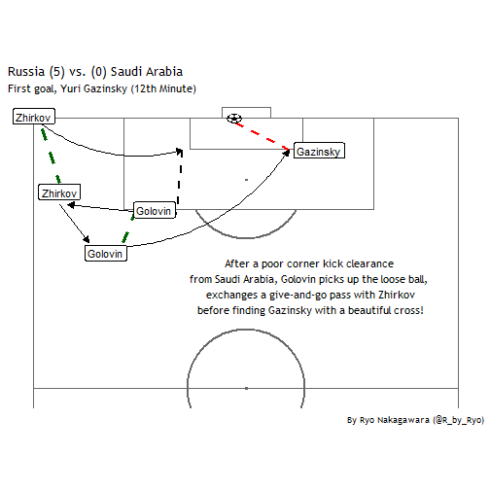 Russia (5) vs. (0) Saudi Arabia
First goal, Yuri Gazinsky (12th Minute)
Zhirkov
Gazinsky
Zhirkov
Golovin
Golovin
After a poor corner kick clearance
from Saudi Arabia, Golovin picks up the loose ball,
exchanges a give-and-go pass with Zhirkov
before finding Gazinsky with a beautiful cross!
By Ryo Nakagawara (@R_by_Ryo)